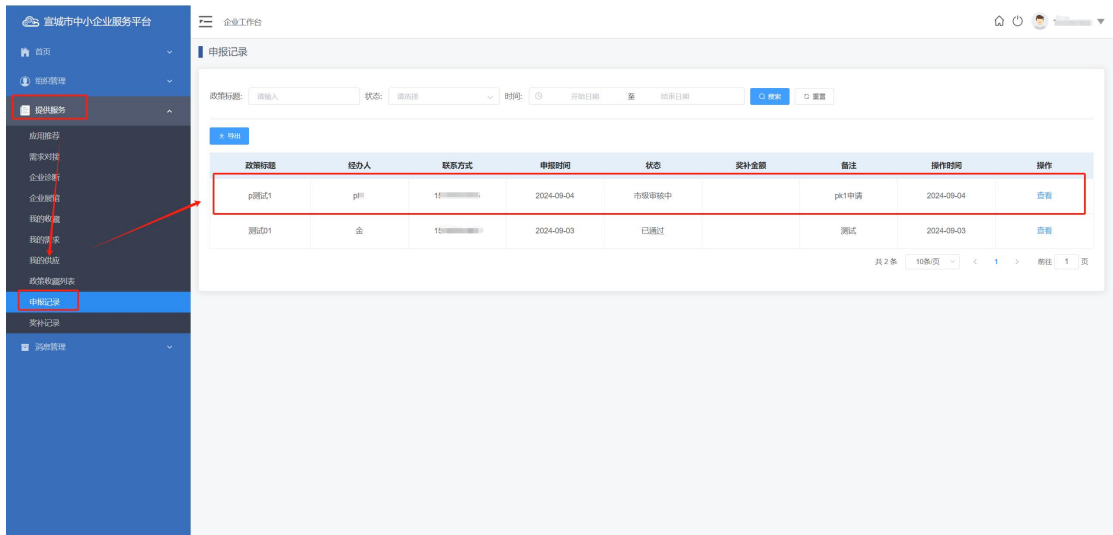 宣城市中小企业服务平台
企业工作台
首页
组织管理
提供服务
应用推荐
需求对接
企业诊断
企业展馆
我的收藏
我的需求
我的供应
政策收藏列表
申报记录
奖补记录
消息管理
申报记录
政策标题: 请输入 状态: 请选择 时间: 开始日期 至 结束日期 搜索 重置
导出
政策标题 经办人 联系方式 申报时间 状态 奖补金额 备注 操作时间 操作
p测试1 2024-09-04 市级审核中 pk1申请 2024-09-04 查看
测试01 金 2024-09-03 已通过 测试 2024-09-03 查看
共 2 条 10条/页 < 1 > 前往 1 页